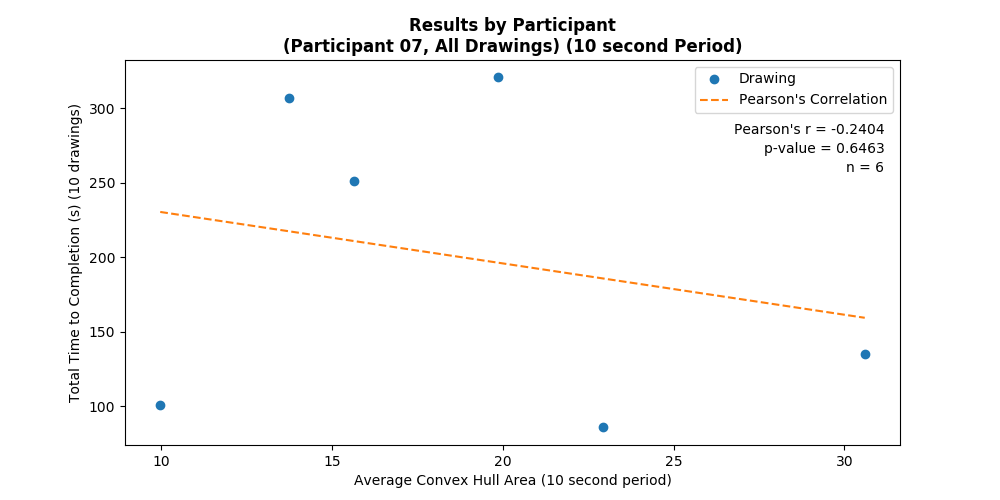 Results by Participant
(Participant 07, All Drawings) (10 second Period)
Drawing
Pearson's Correlation
Pearson's r = -0.2404
p-value = 0.6463
n = 6
Total Time to Completion (s) (10 drawings)
300
250
200
150
100
10 15 20 25 30
Average Convex Hull Area (10 second period)